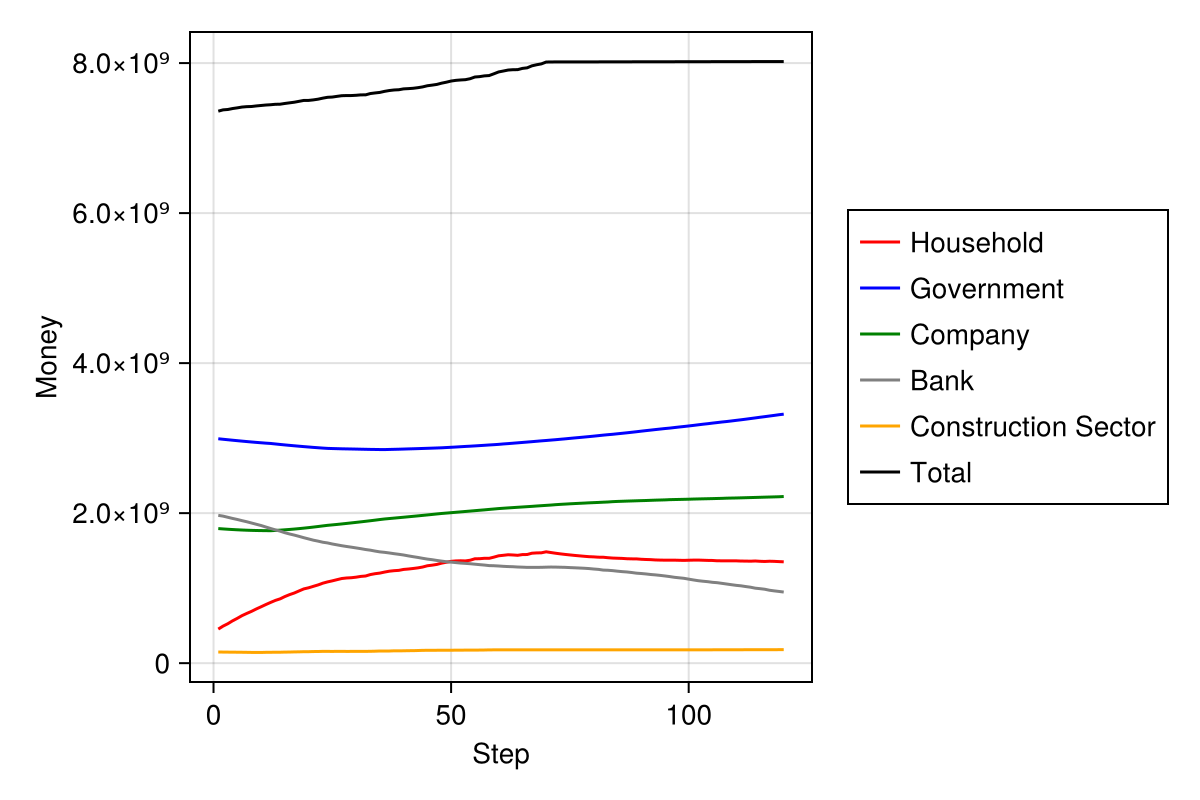 8.0×10⁹
6.0×10⁹
4.0×10⁹
2.0×10⁹
0
Money
0 50 100
Step
Household
Government
Company
Bank
Construction Sector
Total